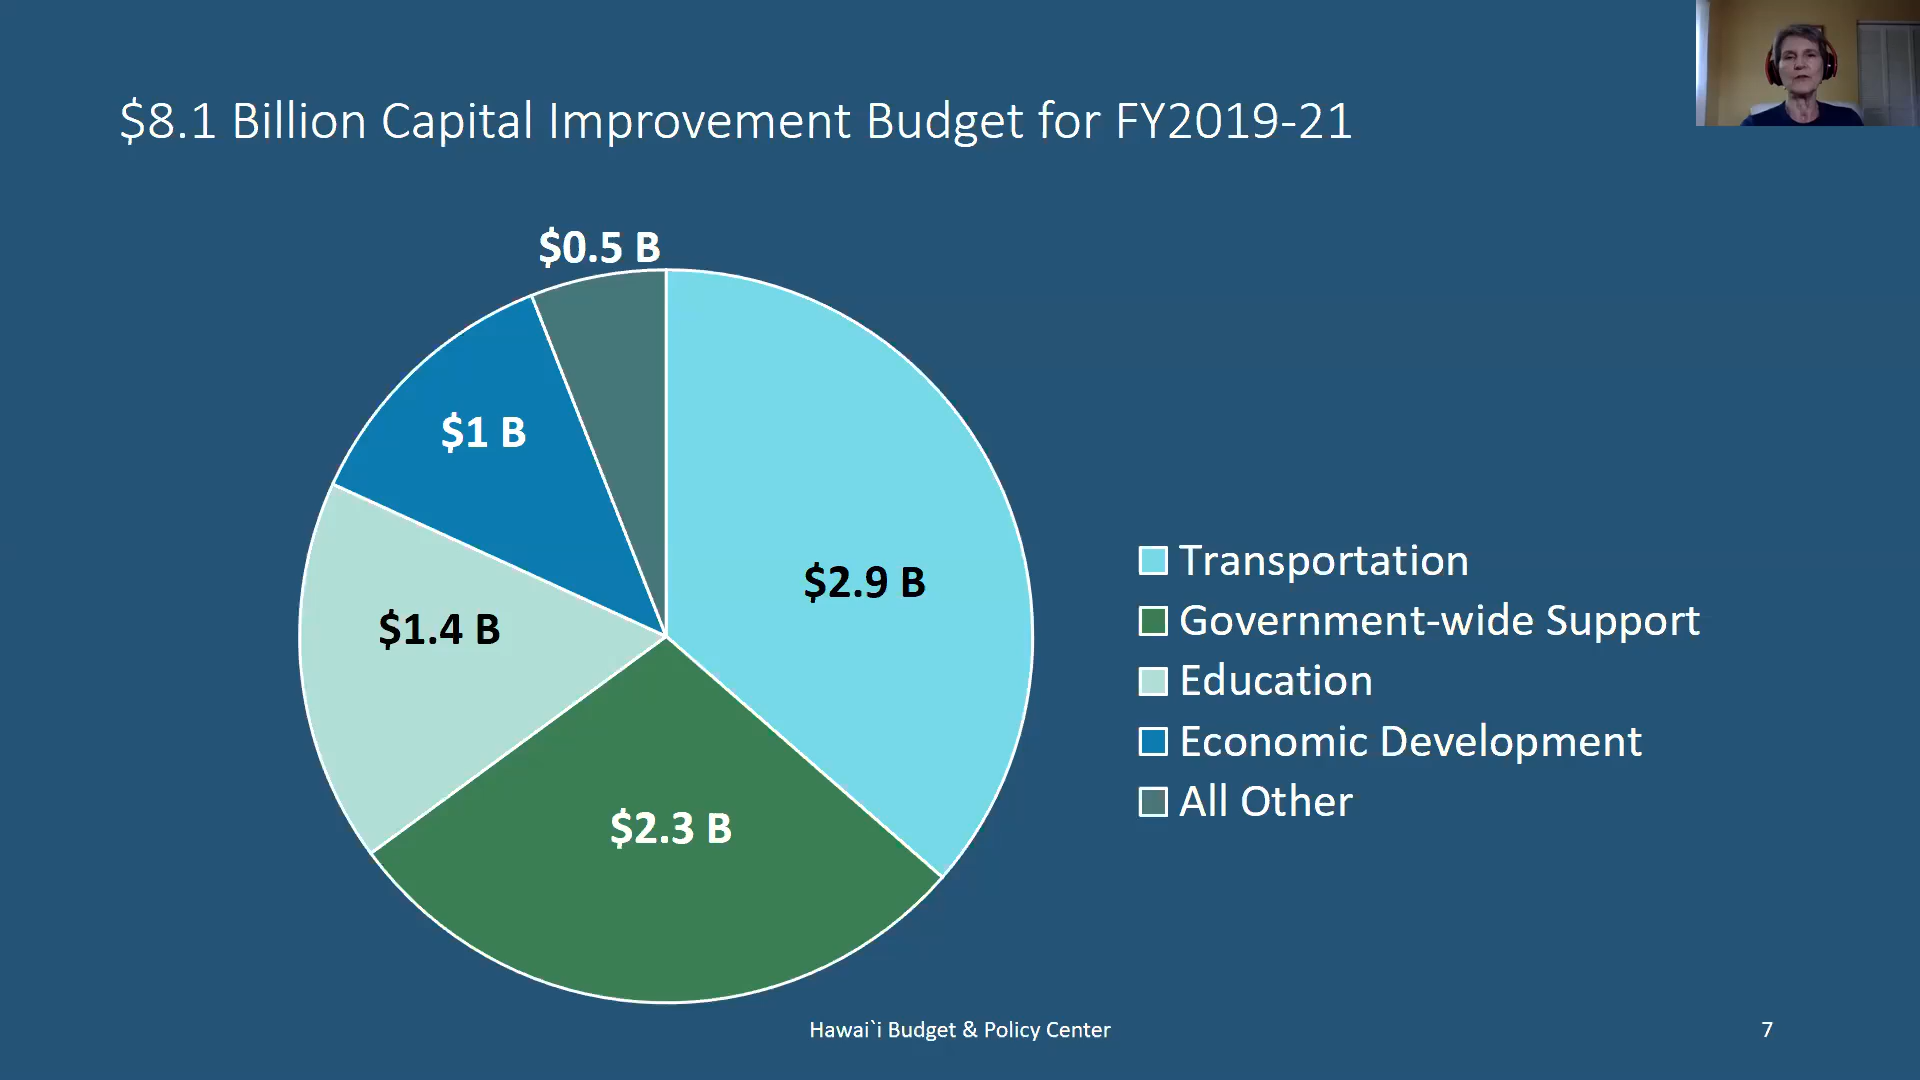 $8.1 Billion Capital Improvement Budget for FY2019-21
$0.5 B
$1 B
$2.9 B
$1.4 B
$2.3 B
Transportation
Government-wide Support
Education
Economic Development
All Other
Hawai`i Budget & Policy Center
7